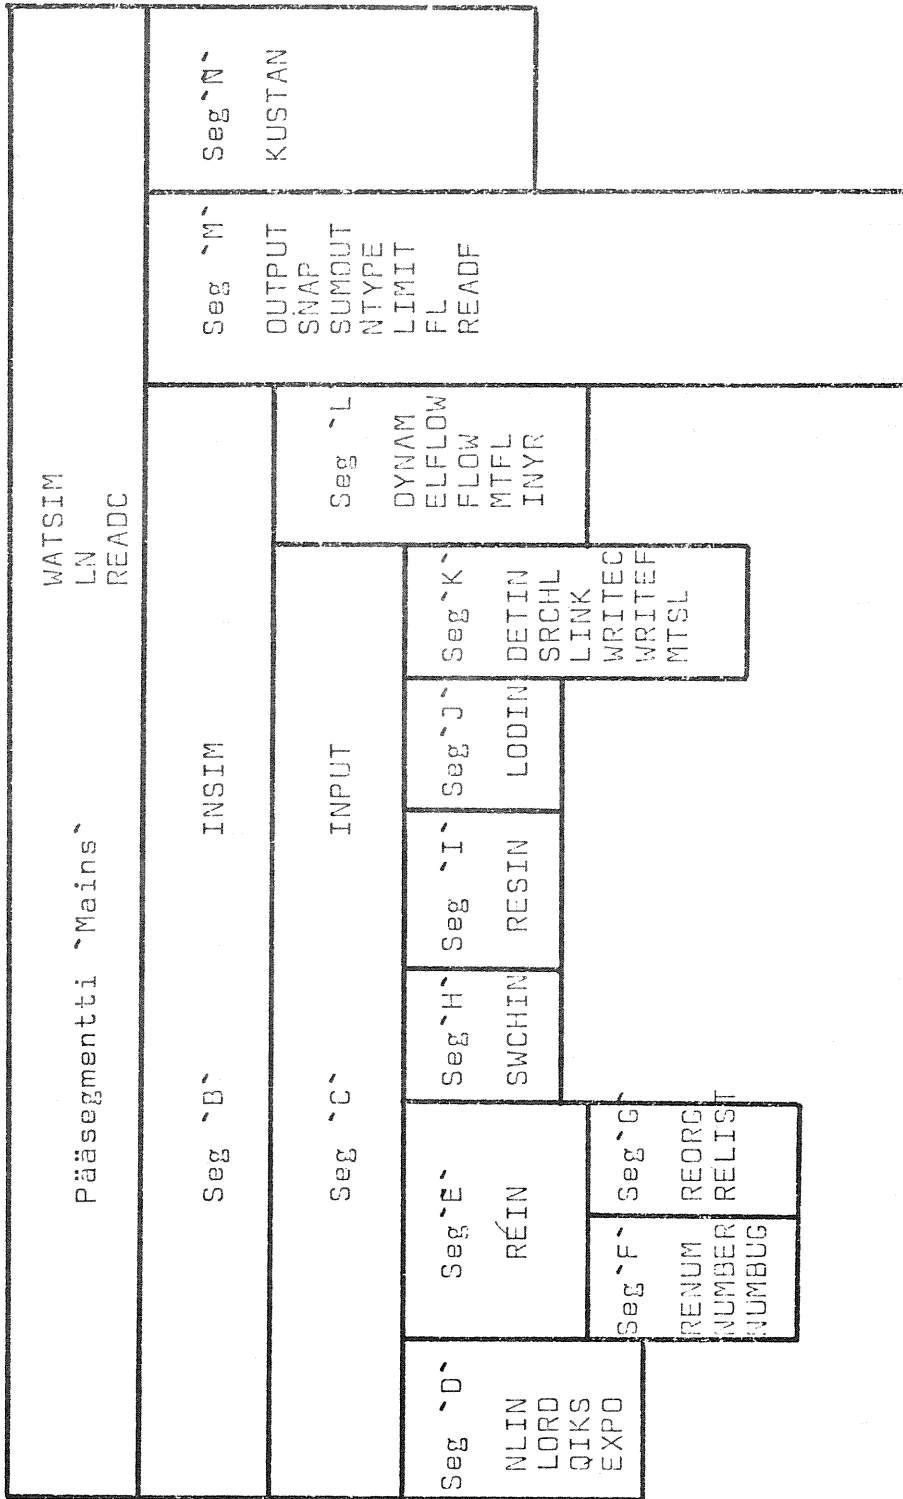 Pääsegmentti `Mains`
WATSIM
LN
READC
Seg `B`
INSIM
Seg `M`
OUTPUT
SNAP
SUMOUT
NTYPE
LIMIT
FL
READF
Seg `N`
KUSTAN
Seg `C`
INPUT
Seg `L`
DYNAM
ELFLOW
FLOW
MTFL
INYR
Seg `D`
NLIN
LORD
QIKS
EXPO
Seg `E`
REIN
Seg `F`
RENUM
NUMBER
NUMBUG
Seg `G`
REORG
RELIST
Seg `H`
SWCHIN
Seg `I`
RESIN
Seg `J`
LODIN
Seg `K`
DETIN
SRCHL
LINK
WRITEC
WRITEF
MTSL